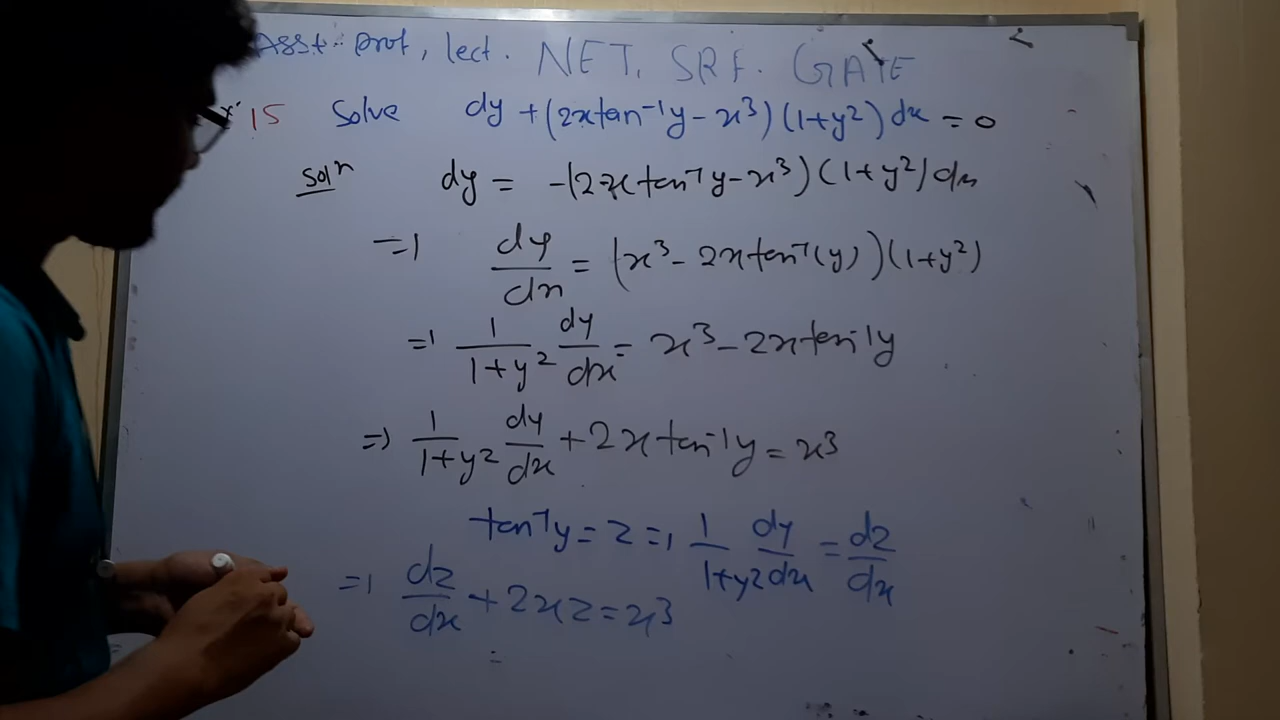 Asst. prof, lect. NET, SRF. GATE
15 Solve dy + (2x tan⁻¹y - x³)(1+y²) dx = 0
Solⁿ dy = -(2x tan⁻¹y - x³)(1+y²) dx
=> dy/dx = (x³ - 2x tan⁻¹(y))(1+y²)
=> 1/(1+y²) dy/dx = x³ - 2x tan⁻¹y
=> 1/(1+y²) dy/dx + 2x tan⁻¹y = x³
tan⁻¹y = z => 1/(1+y²) dy/dx = dz/dx
=> dz/dx + 2xz = x³